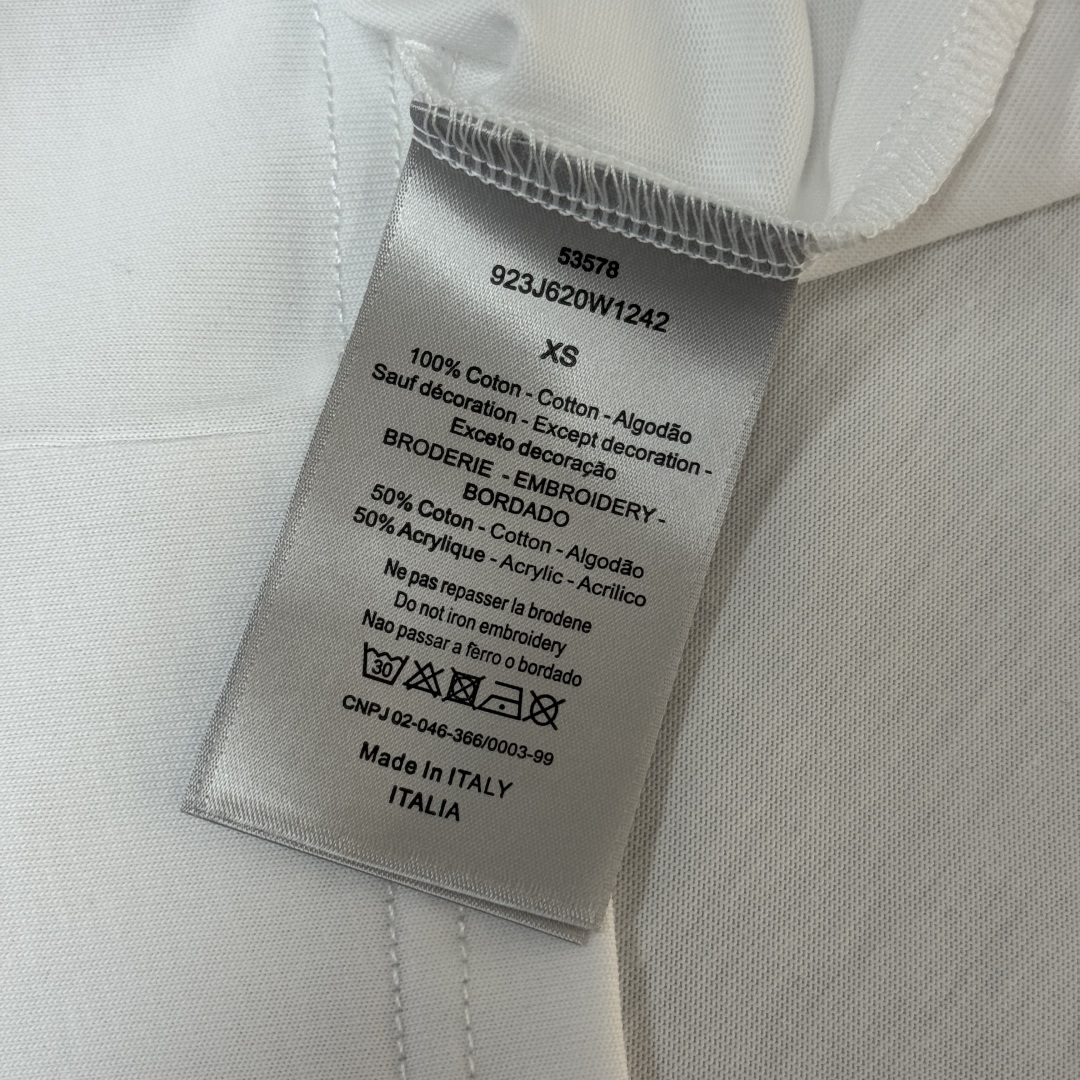 53578
923J620W1242
XS
100% Coton - Cotton - Algodão
Sauf décoration - Except decoration -
Exceto decoração
BRODERIE - EMBROIDERY -
BORDADO
50% Coton - Cotton - Algodão
50% Acrylique - Acrylic - Acrilico
Ne pas repasser la brodene
Do not iron embroidery
Nao passar a ferro o bordado
30
CNPJ 02-046-366/0003-99
Made In ITALY
ITALIA